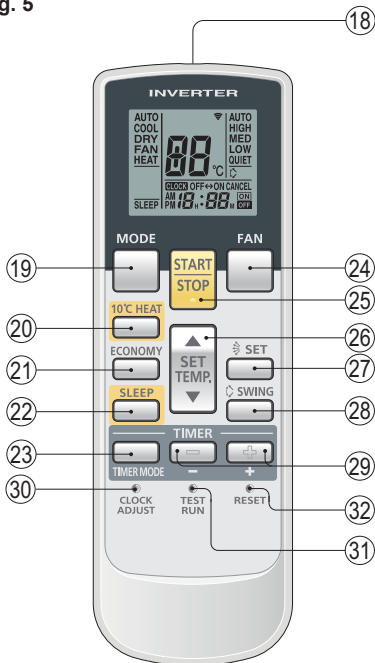 g. 5
18
INVERTER
AUTO
COOL
DRY
FAN
HEAT
SLEEP
88
°C
AUTO
HIGH
MED
LOW
QUIET
CLOCK OFF↔ON CANCEL
AM
PM 18 H. 88 M. ON
OFF
MODE
FAN
START
STOP
19
24
25
10°C HEAT
20
26
ECONOMY
21
SET
TEMP.
SET
27
SLEEP
22
SWING
28
TIMER
23
TIMER MODE
−
+
29
30
CLOCK
ADJUST
TEST
RUN
RESET
32
31